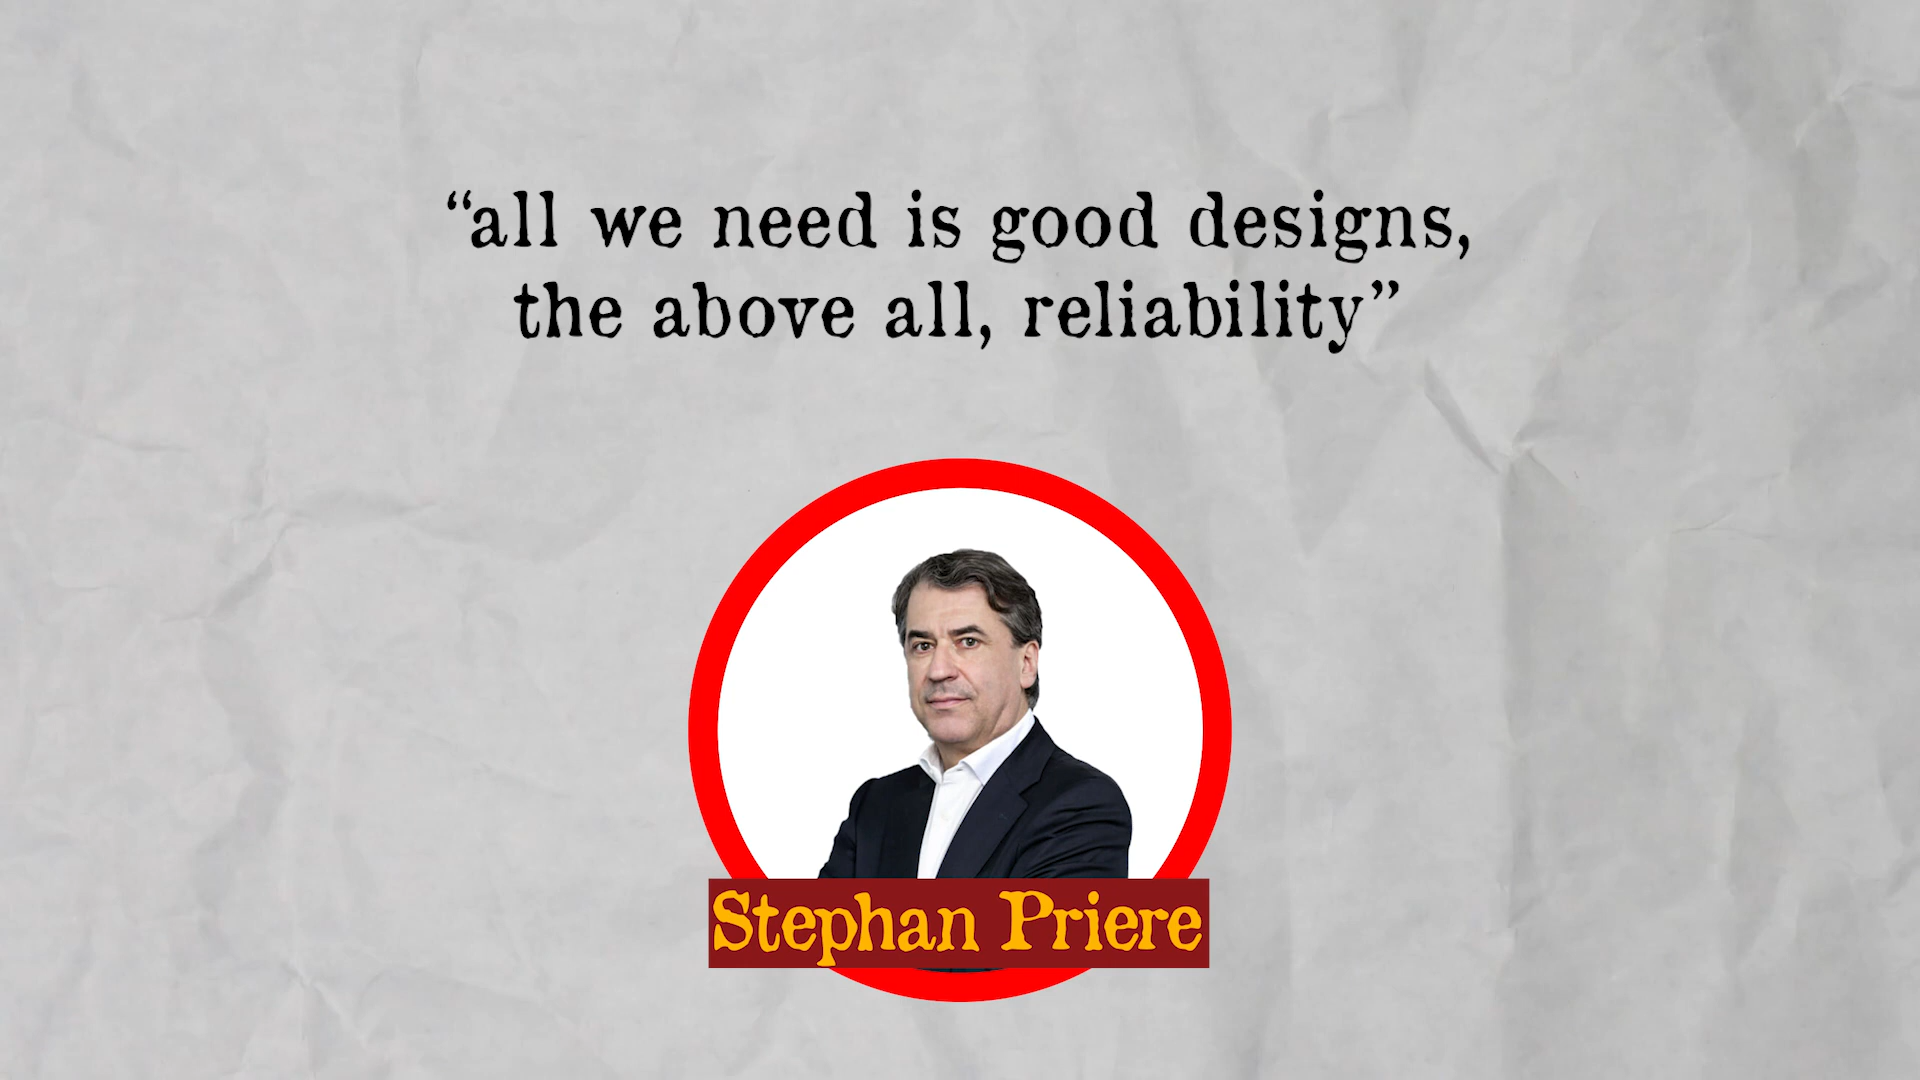 “all we need is good designs,
the above all, reliability”
Stephan Priere